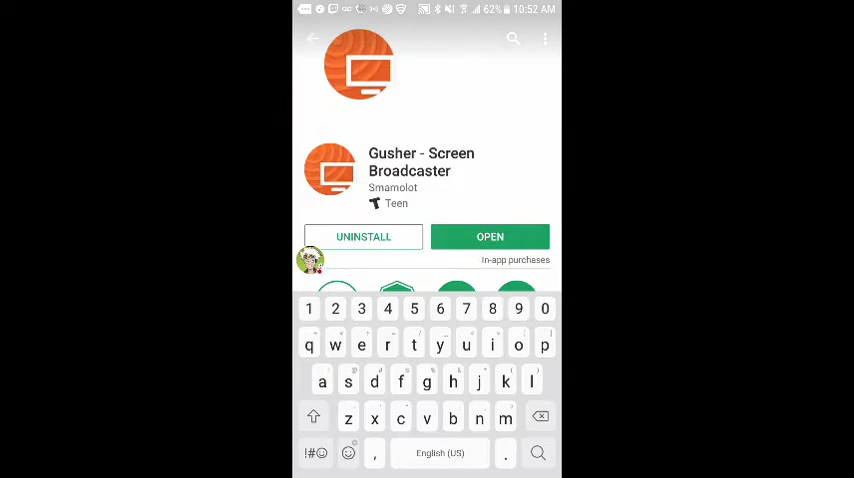 62% 10:52 AM
Gusher - Screen
Broadcaster
Smamolot
T Teen
UNINSTALL OPEN
In-app purchases
1 2 3 4 5 6 7 8 9 0
q w e r t y u i o p
a s d f g h j k l
z x c v b n m
!#☺ , English (US) .